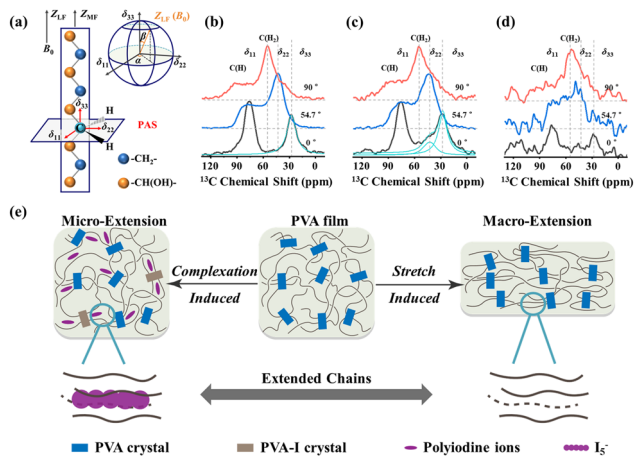 (a)
Z_LF Z_MF
B_0
δ_33
H
PAS
δ_11
δ_22
H
-CH_2-
-CH(OH)-
δ_33
Z_LF (B_0)
β
α
δ_11
δ_22
(b)
C(H_2)
δ_11 δ_22 δ_33
C(H)
90 °
54.7 °
0 °
120 90 60 30 0
^13C Chemical Shift (ppm)
(c)
C(H_2)
δ_11 δ_22 δ_33
C(H)
90 °
54.7 °
0 °
120 90 60 30 0
^13C Chemical Shift (ppm)
(d)
C(H_2)
δ_11 δ_22 δ_33
C(H)
90 °
54.7 °
0 °
120 90 60 30 0
^13C Chemical Shift (ppm)
(e)
Micro-Extension
PVA film
Macro-Extension
Complexation
Induced
Stretch
Induced
Extended Chains
PVA crystal
PVA-I crystal
Polyiodine ions
I_5^-